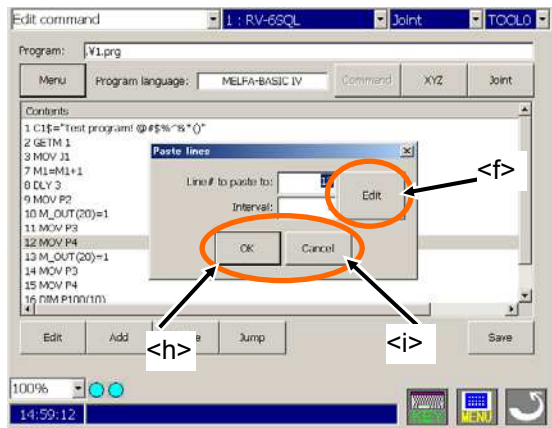 Edit command 1 : RV-6SQL Joint TOOL0
Program: .¥1.prg
Menu Program language: MELFA-BASIC IV Command XYZ Joint
Contents
1 C1$="Test program! @#$%^&*()"
2 GETM 1
3 MOV J1
7 M1=M1+1
8 DLY 3
9 MOV P2
10 M_OUT(20)=1
11 MOV P3
12 MOV P4
13 M_OUT(20)=1
14 MOV P3
15 MOV P4
16 DIM P100(10)
Paste lines
Line# to paste to:
Edit
Interval:
OK Cancel
<f>
<h>
<i>
Edit Add Jump Save
100%
14:59:12 KEY MENU